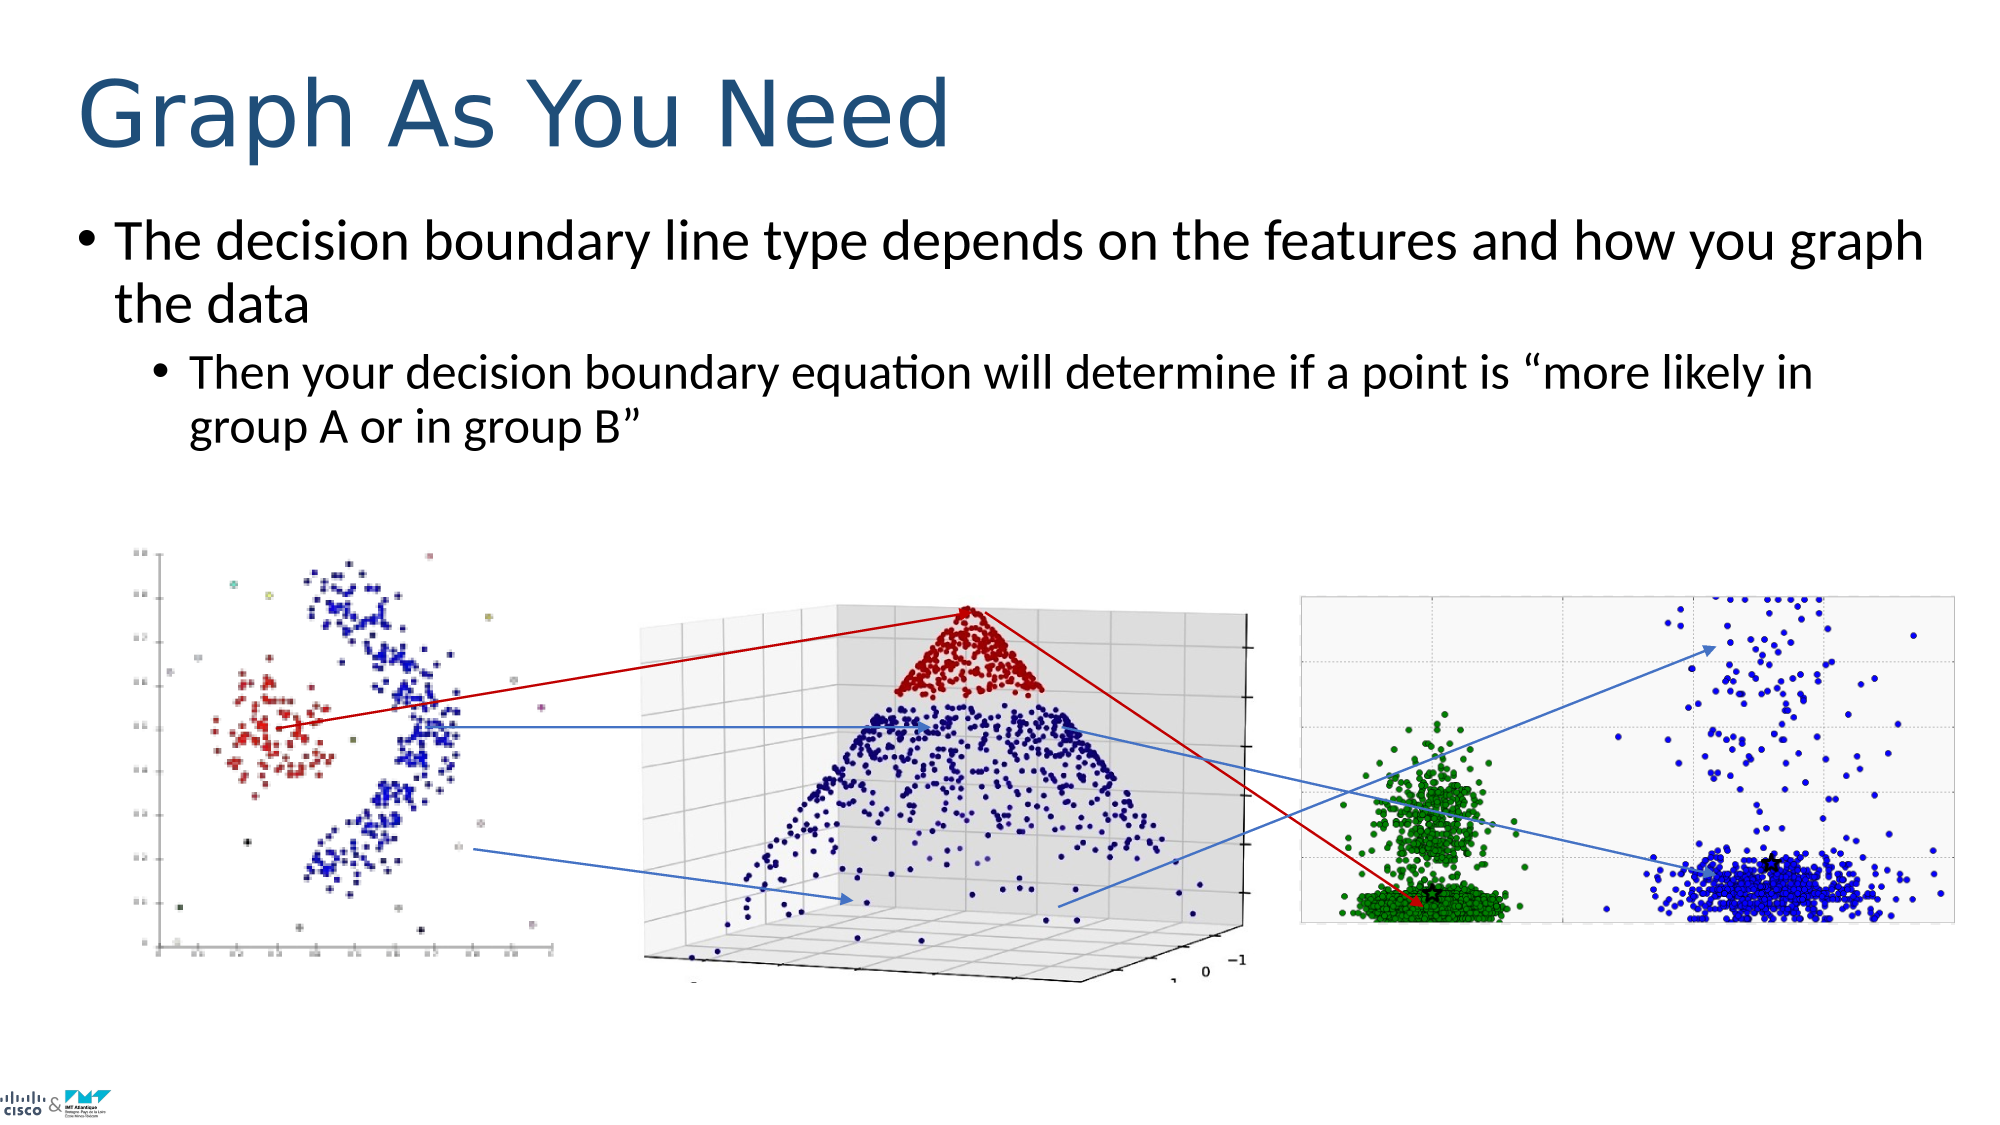 Graph As You Need
• The decision boundary line type depends on the features and how you graph
the data
• Then your decision boundary equation will determine if a point is “more likely in
group A or in group B”
0
−1
CISCO
&
IMT Atlantique